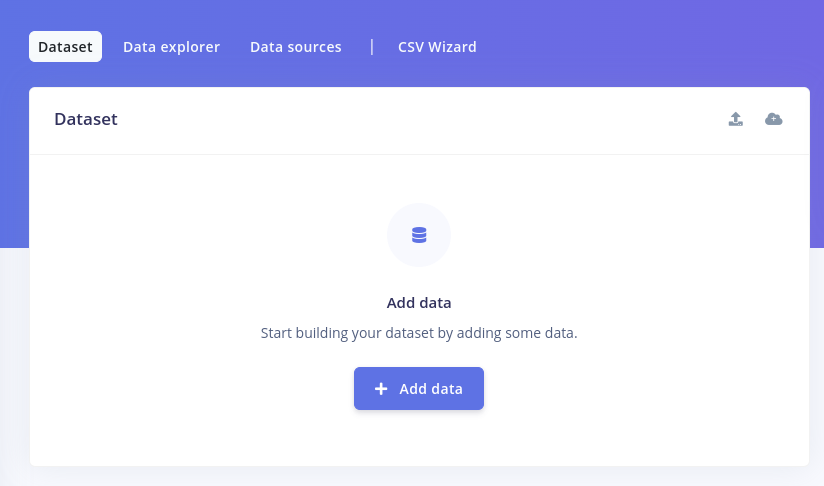 Dataset Data explorer Data sources | CSV Wizard
Dataset
Add data
Start building your dataset by adding some data.
Add data